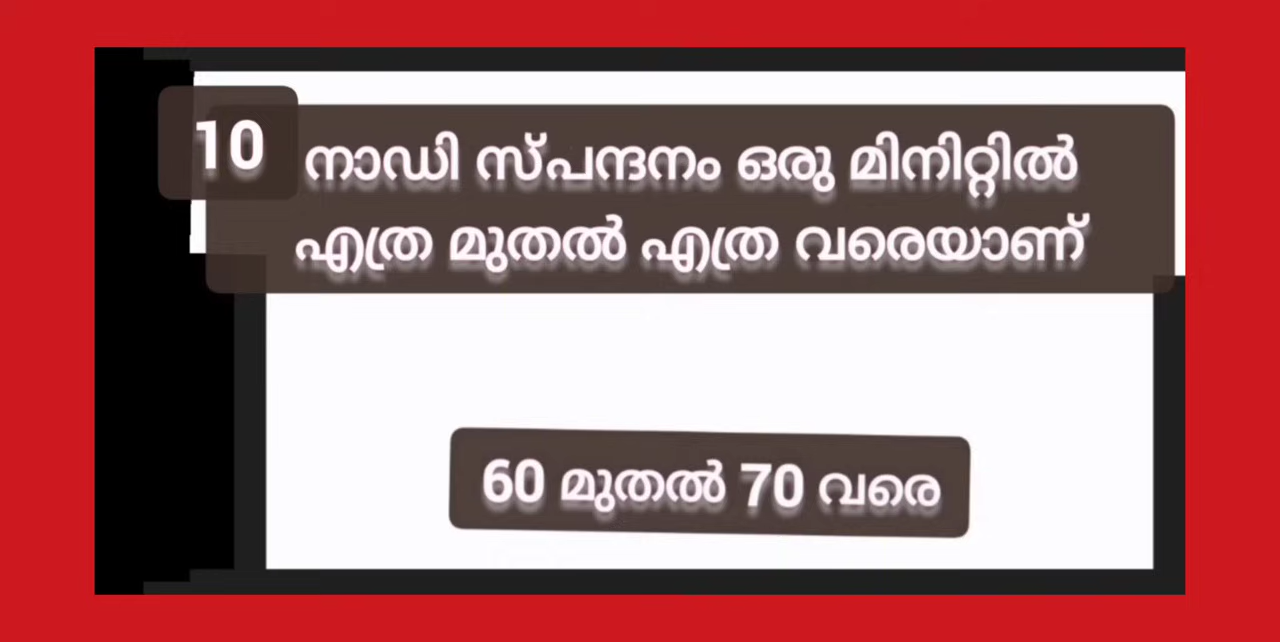 10
നാഡി സ്പന്ദനം ഒരു മിനിറ്റിൽ
എത്ര മുതൽ എത്ര വരെയാണ്
60 മുതൽ 70 വരെ